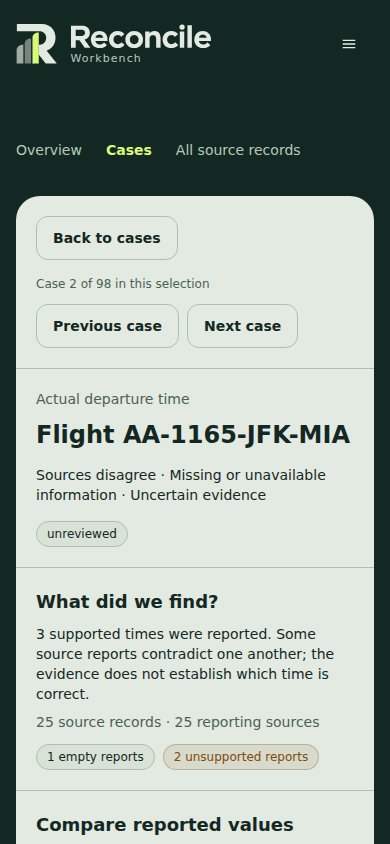 Reconcile
Workbench
Overview Cases All source records
Back to cases
Case 2 of 98 in this selection
Previous case Next case
Actual departure time
Flight AA-1165-JFK-MIA
Sources disagree · Missing or unavailable
information · Uncertain evidence
unreviewed
What did we find?
3 supported times were reported. Some
source reports contradict one another; the
evidence does not establish which time is
correct.
25 source records · 25 reporting sources
1 empty reports 2 unsupported reports
Compare reported values